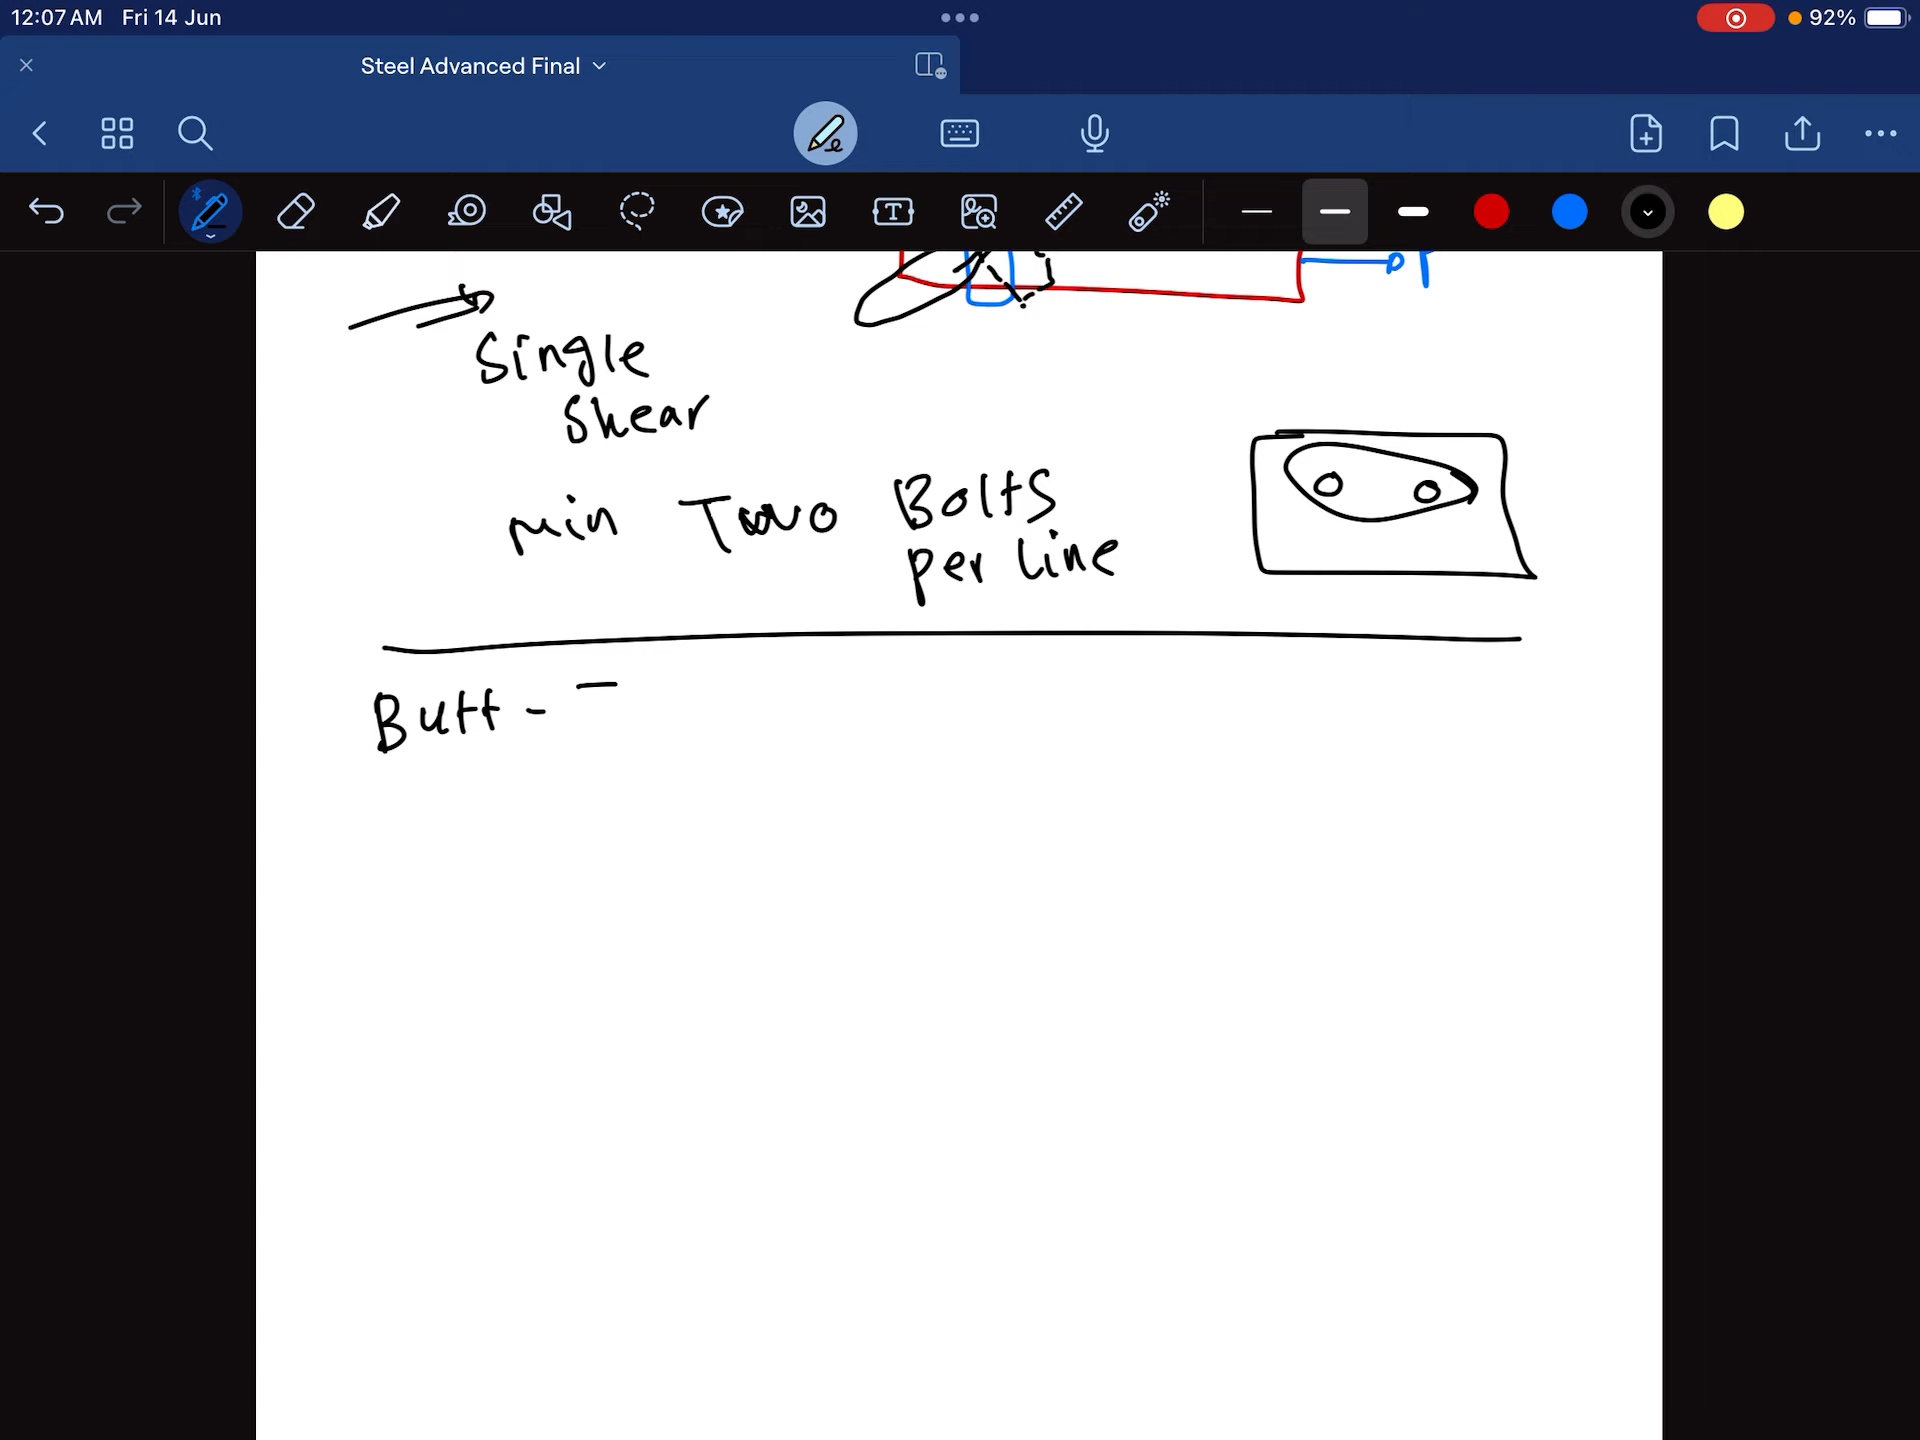 12:07 AM Fri 14 Jun
92%
Steel Advanced Final
P
Single
Shear
min Two Bolts
per Line
Butt -